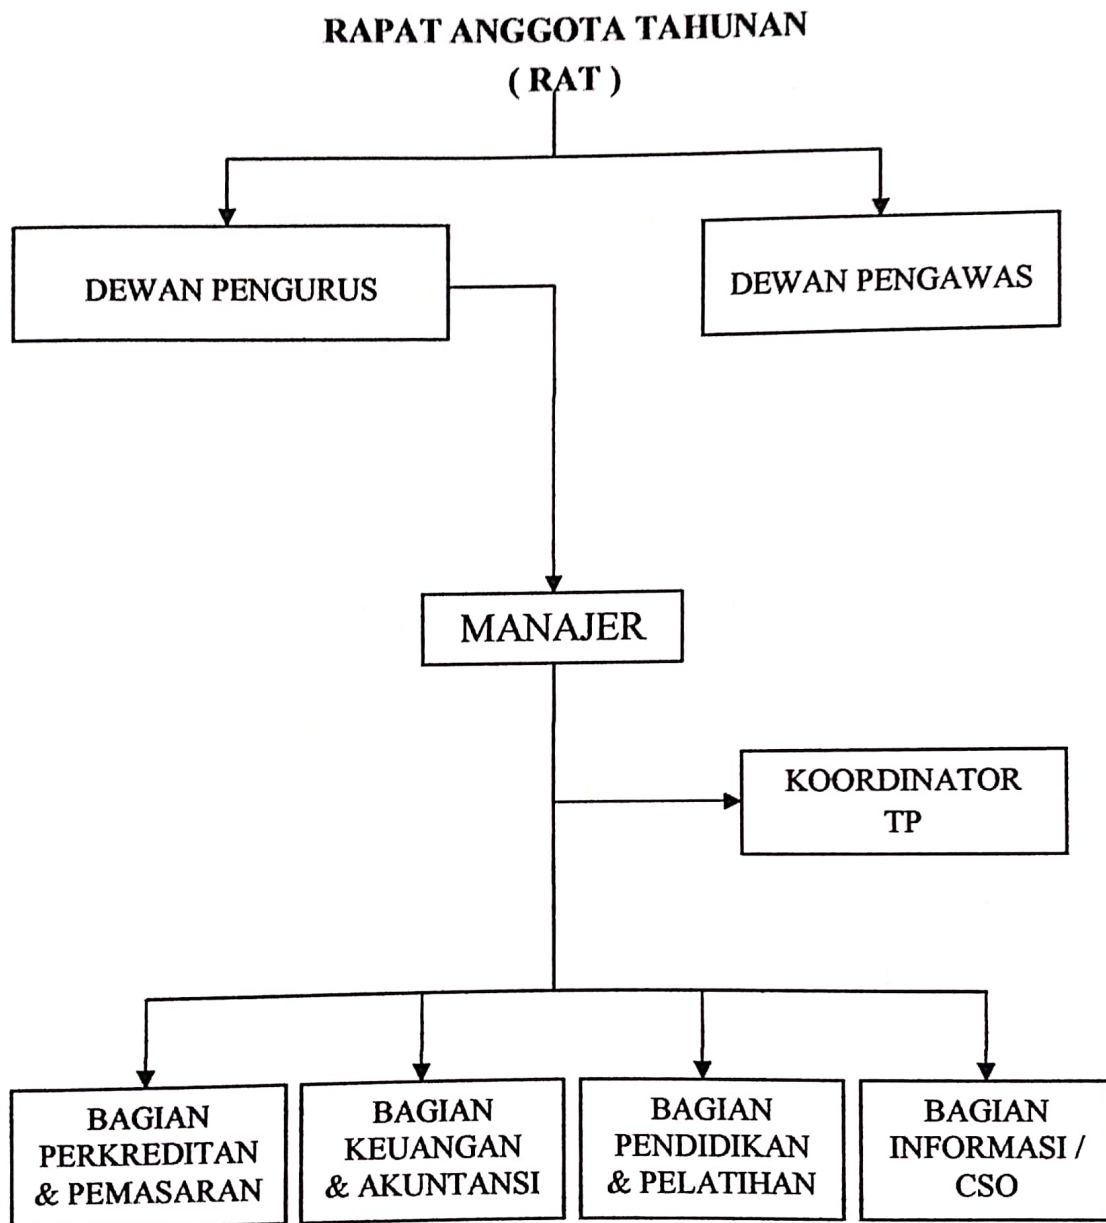 RAPAT ANGGOTA TAHUNAN
( RAT )
DEWAN PENGURUS
DEWAN PENGAWAS
MANAJER
KOORDINATOR
TP
BAGIAN
PERKREDITAN
& PEMASARAN
BAGIAN
KEUANGAN
& AKUNTANSI
BAGIAN
PENDIDIKAN
& PELATIHAN
BAGIAN
INFORMASI /
CSO